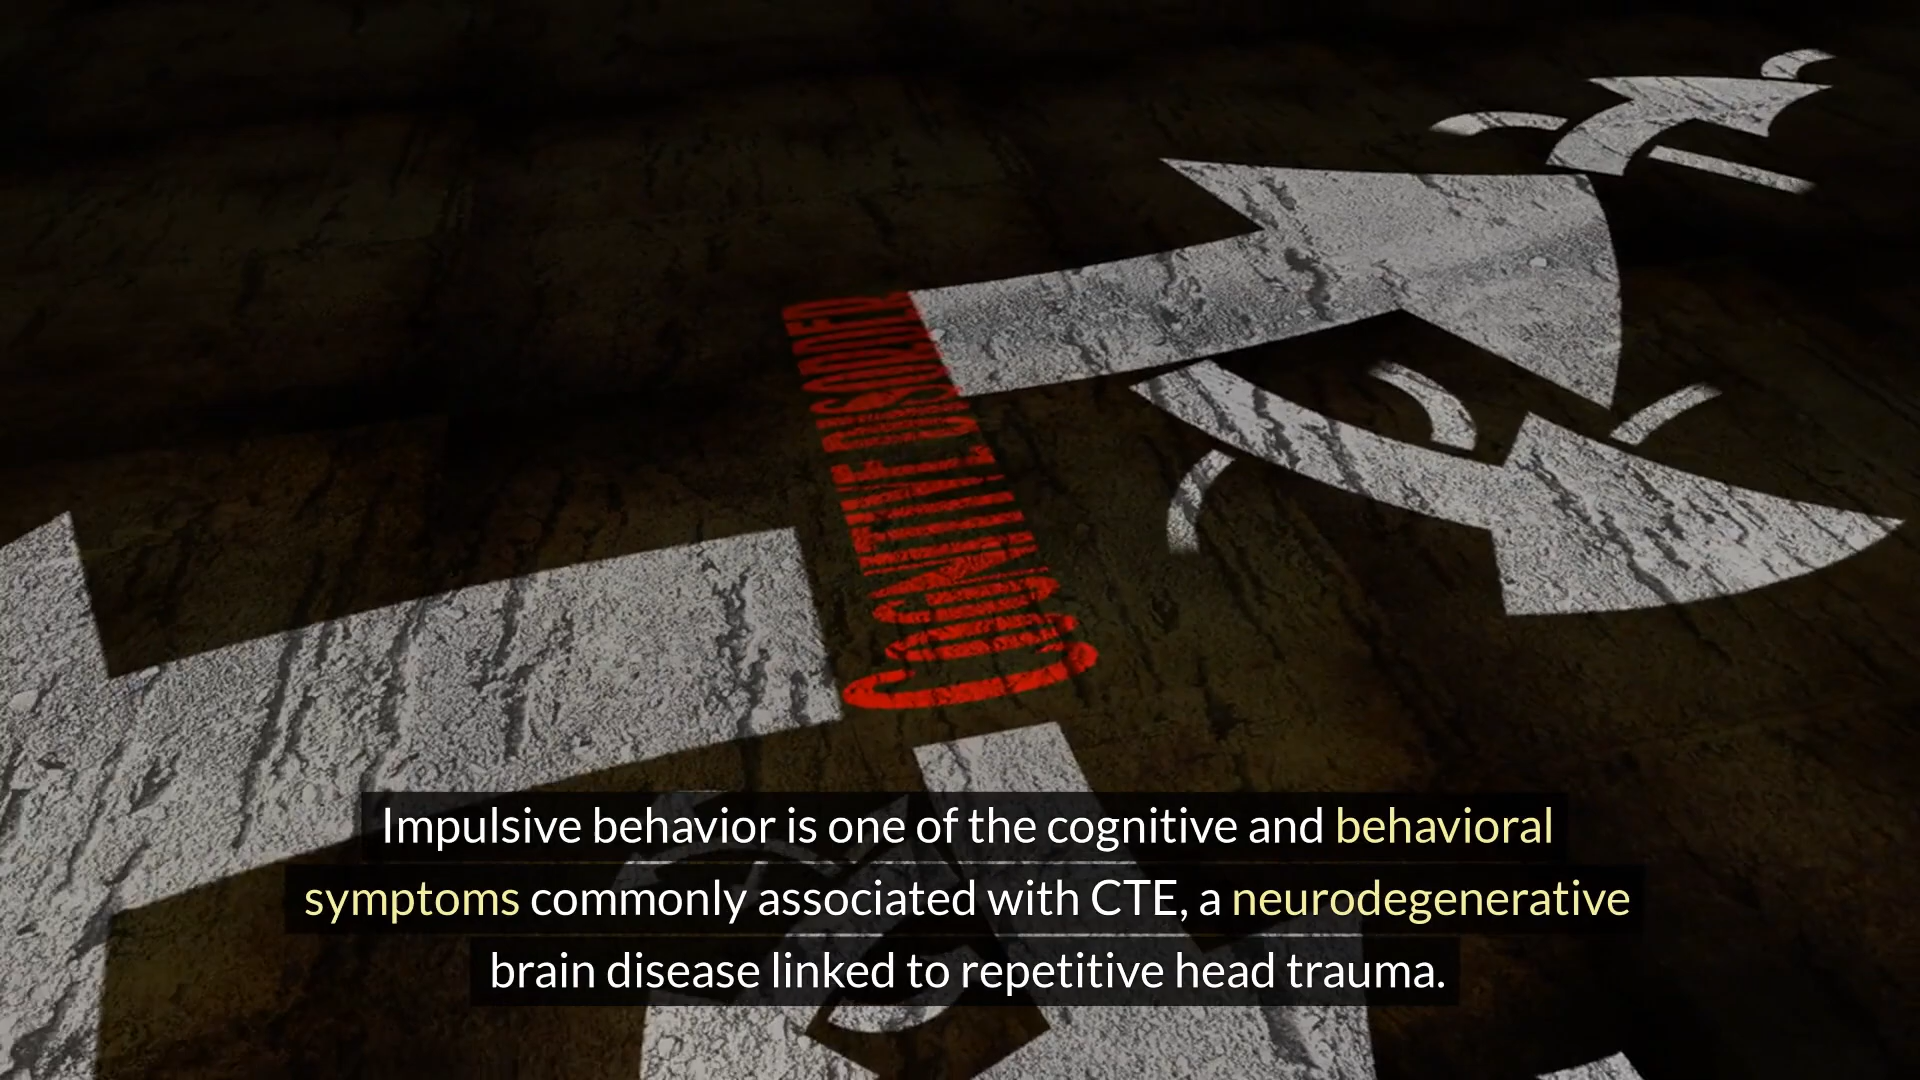 COGNITIVE DISORDER
Impulsive behavior is one of the cognitive and behavioral
symptoms commonly associated with CTE, a neurodegenerative
brain disease linked to repetitive head trauma.